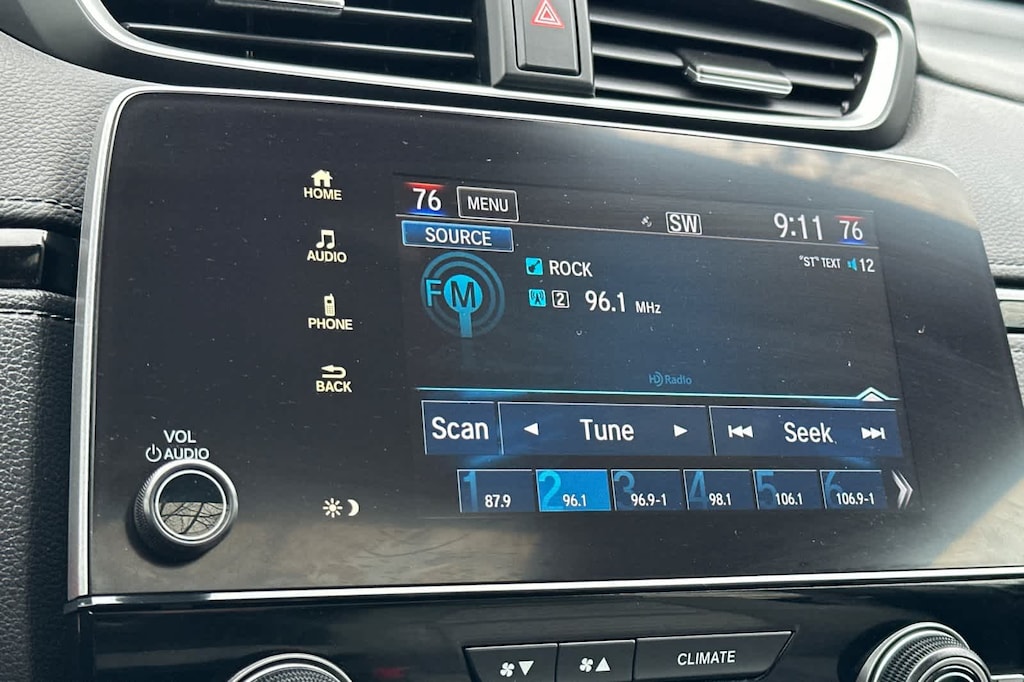 HOME
AUDIO
PHONE
BACK
VOL
AUDIO
76 MENU SW 9:11 76
SOURCE
"ST" TEXT 12
FM
ROCK
2 96.1 MHz
HD Radio
Scan Tune Seek
1 87.9 2 96.1 3 96.9-1 4 98.1 5 106.1 6 106.9-1
CLIMATE